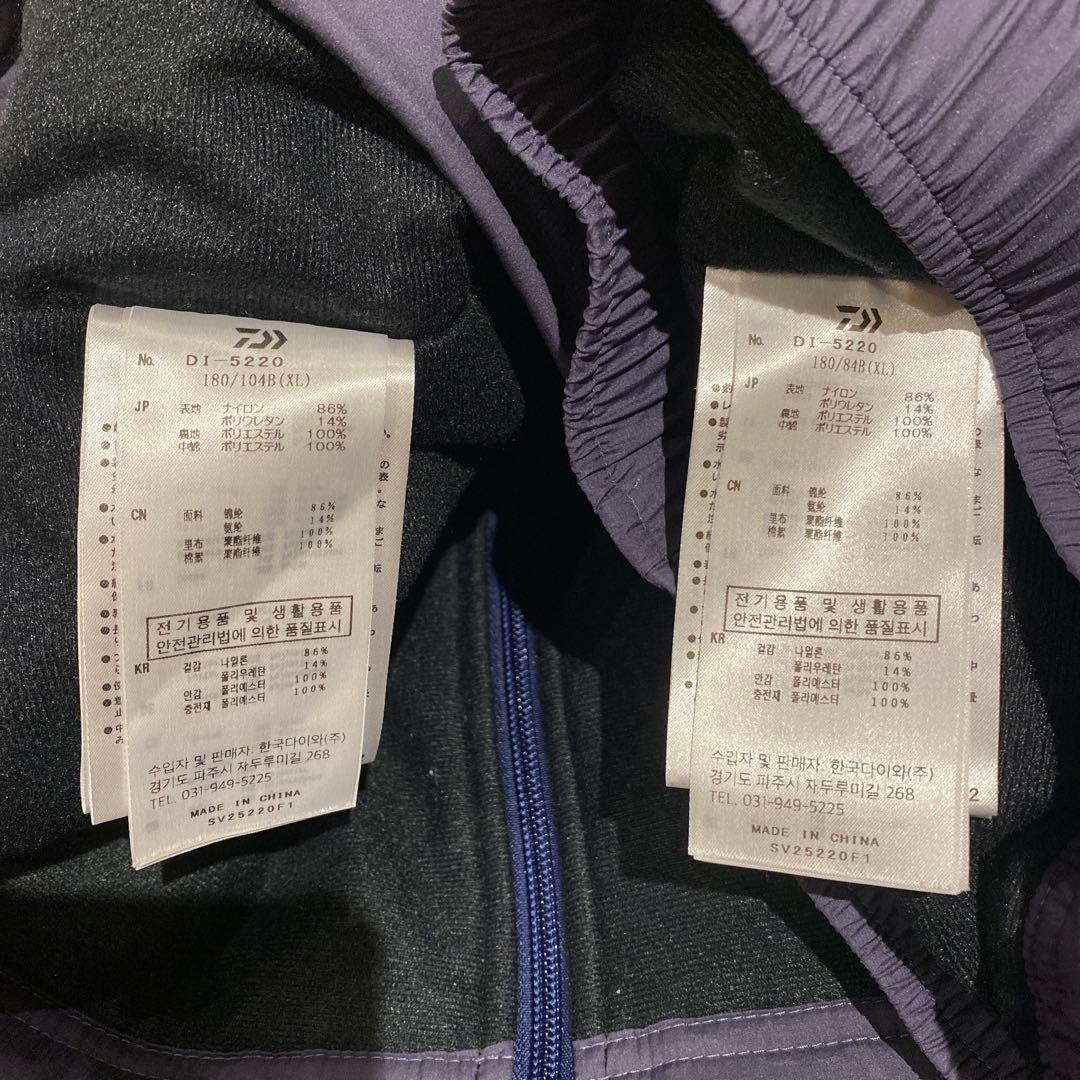 No. DI-5220
180/104B(XL)
JP 表地 ナイロン 86%
ポリウレタン 14%
裏地 ポリエステル 100%
中綿 ポリエステル 100%
CN 面料 锦纶 86%
氨纶 14%
里布 聚酯纤维 100%
棉絮 聚酯纤维 100%
전기용품 및 생활용품
안전관리법에 의한 품질표시
KR 겉감 나일론 86%
폴리우레탄 14%
안감 폴리에스터 100%
충전재 폴리에스터 100%
수입자 및 판매자: 한국다이와(주)
경기도 파주시 재두루미길 268
TEL. 031-949-5225
MADE IN CHINA
SV25220F1
No. DI-5220
180/84B(XL)
JP 表地 ナイロン 86%
ポリウレタン 14%
裏地 ポリエステル 100%
中綿 ポリエステル 100%
CN 面料 锦纶 86%
氨纶 14%
里布 聚酯纤维 100%
棉絮 聚酯纤维 100%
전기용품 및 생활용품
안전관리법에 의한 품질표시
KR 겉감 나일론 86%
폴리우레탄 14%
안감 폴리에스터 100%
충전재 폴리에스터 100%
수입자 및 판매자: 한국다이와(주)
경기도 파주시 재두루미길 268
TEL. 031-949-5225
MADE IN CHINA
SV25220F1